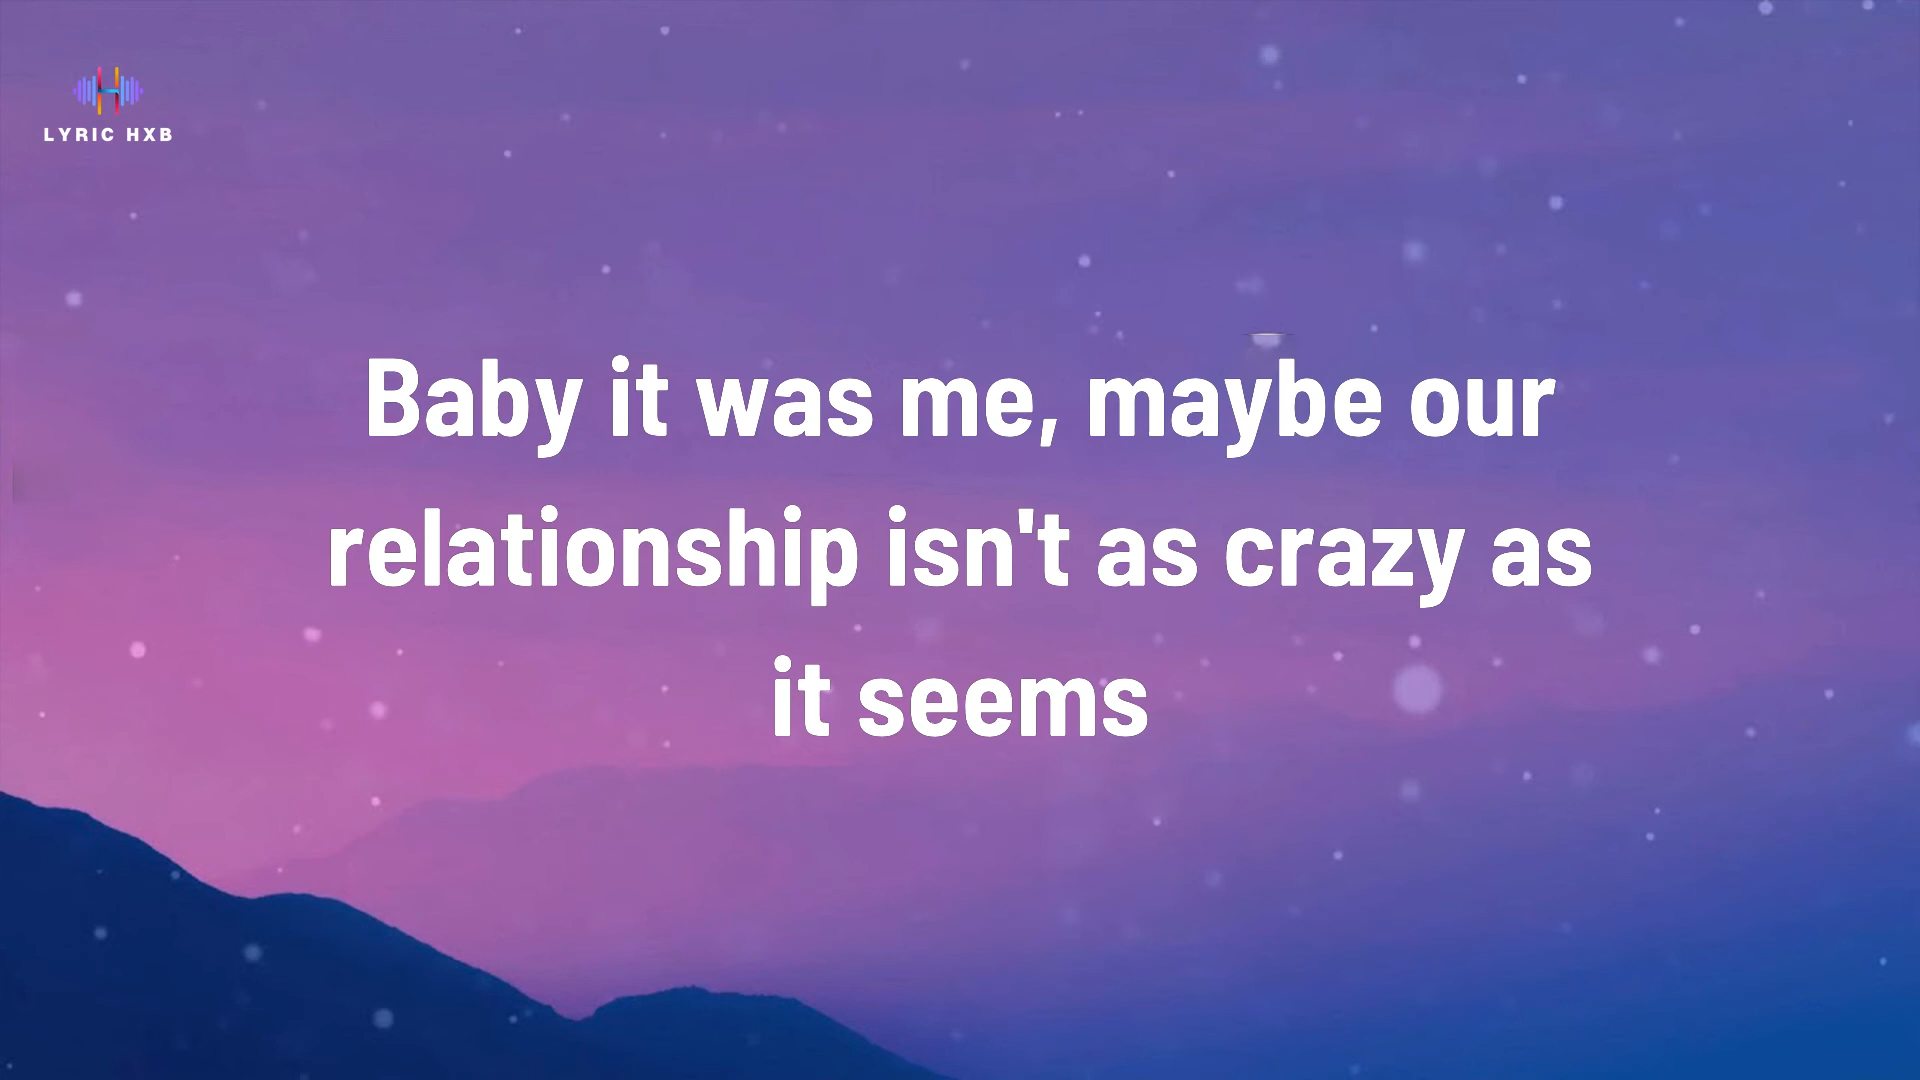 LYRIC HXB
Baby it was me, maybe our
relationship isn't as crazy as
it seems